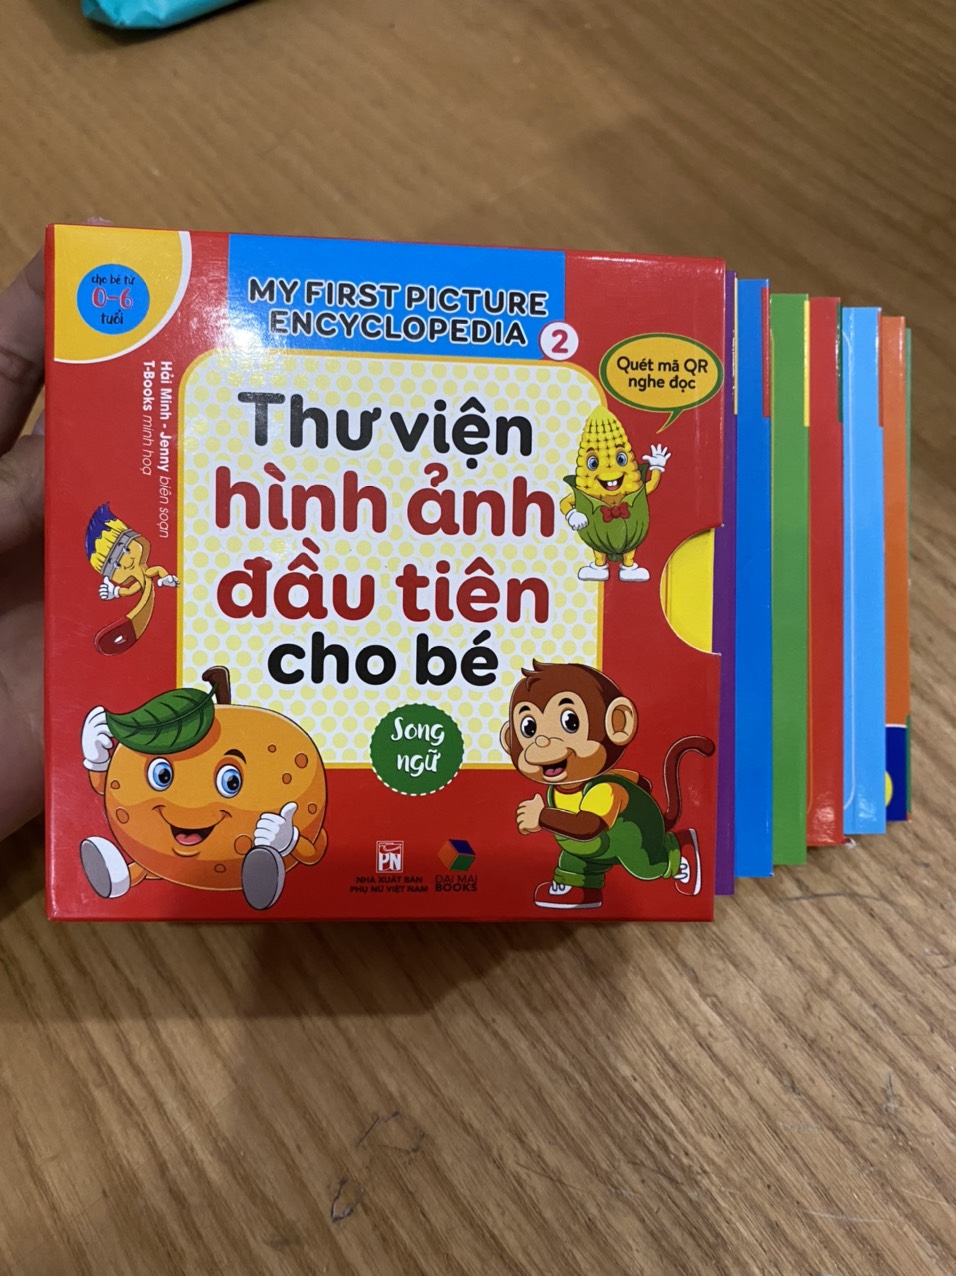 cho bé từ
0-6
tuổi
MY FIRST PICTURE
ENCYCLOPEDIA 2
Quét mã QR
nghe đọc
Hải Minh - Jenny biên soạn
T-Books minh hoạ
Thư viện
hình ảnh
đầu tiên
cho bé
Song
ngữ
PN
NHÀ XUẤT BẢN
PHỤ NỮ VIỆT NAM
DAI MAI
BOOKS